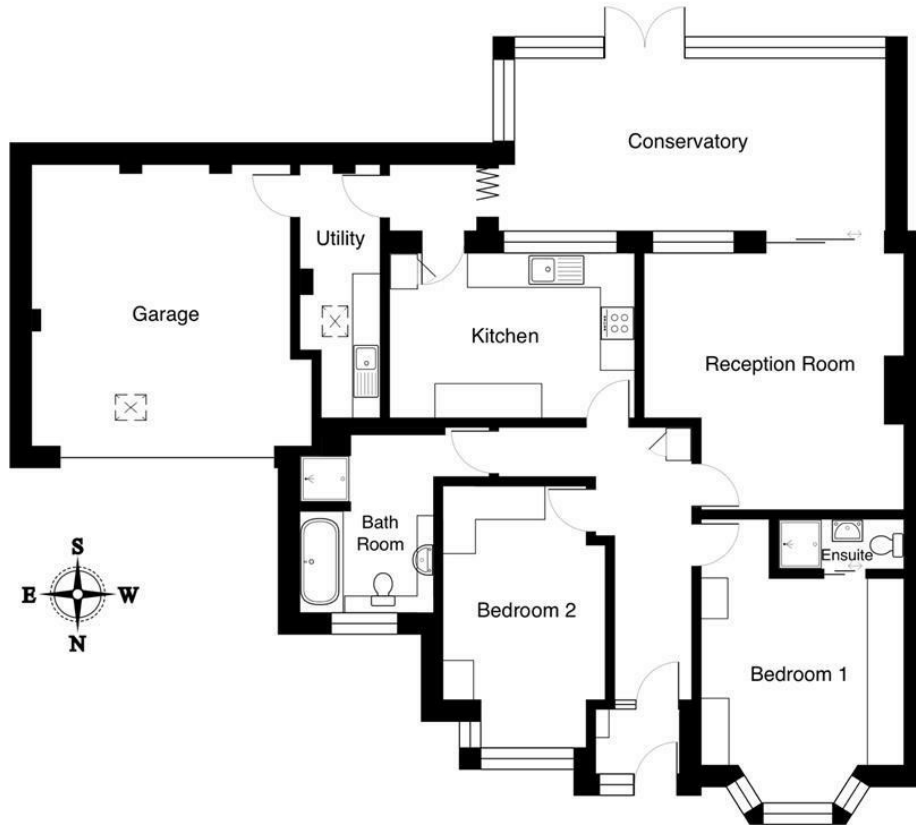 Conservatory
Utility
Garage
Kitchen
Reception Room
Bath
Room
Ensuite
Bedroom 2
Bedroom 1
S
E W
N